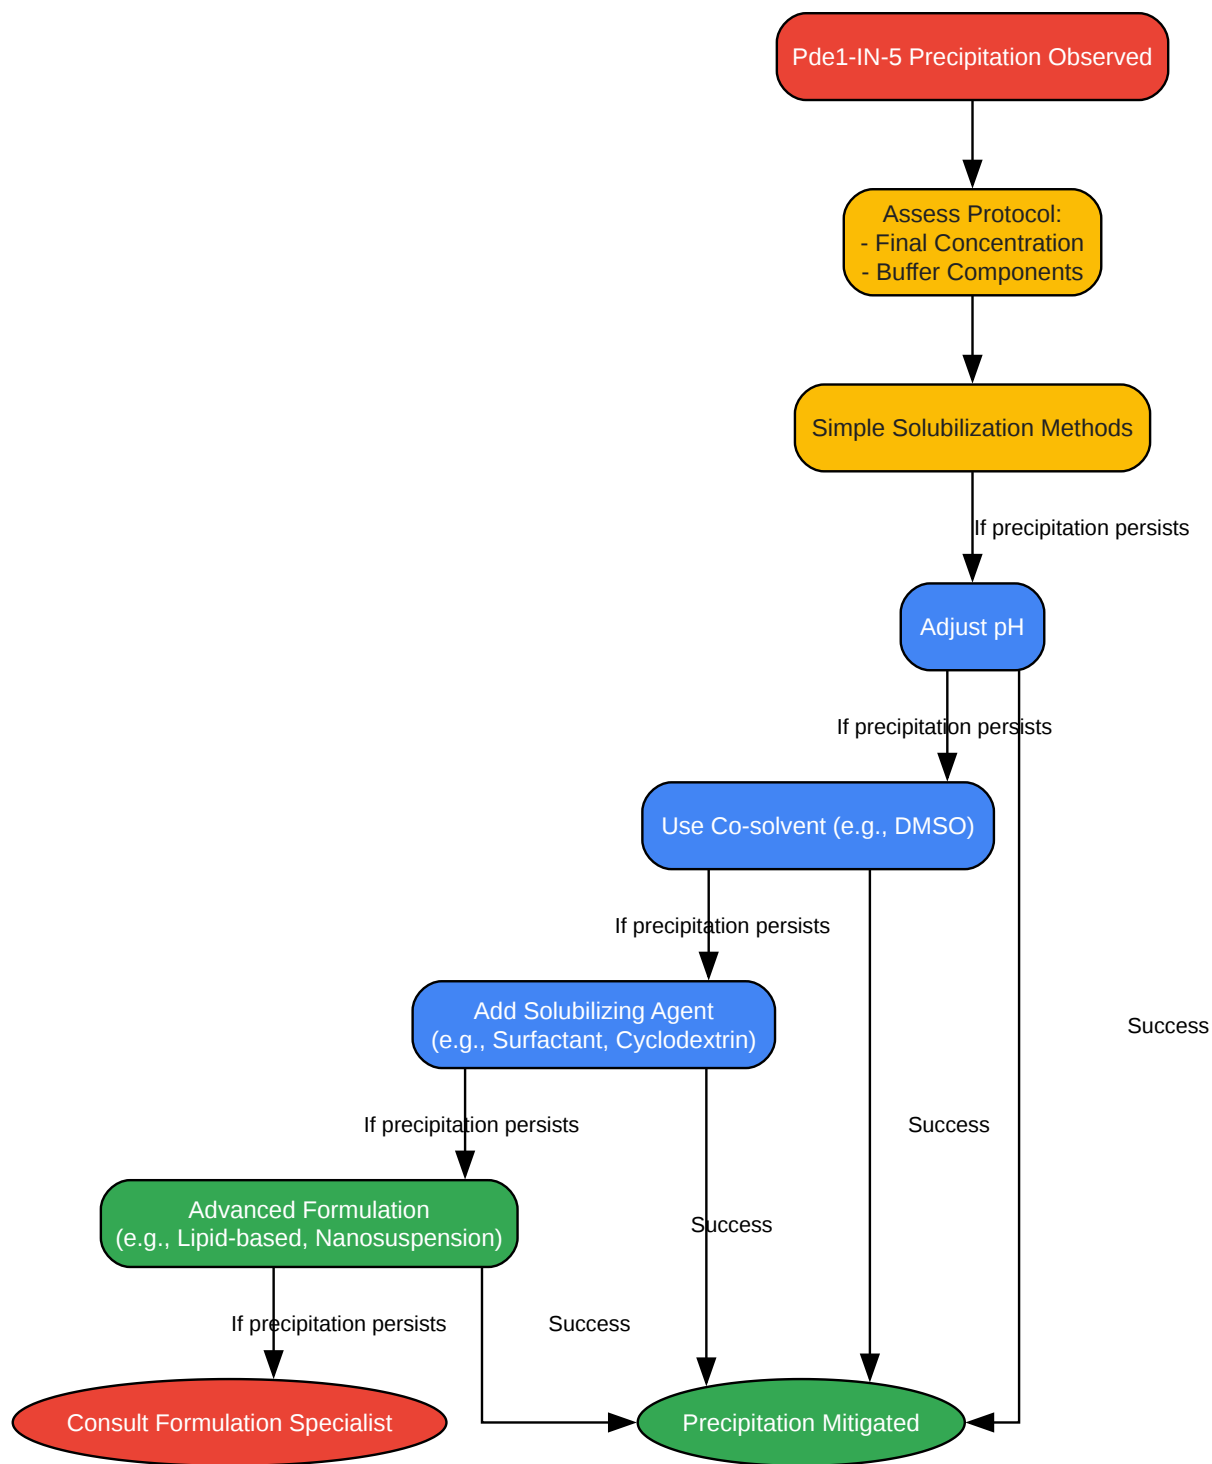 Pde1-IN-5 Precipitation Observed
Assess Protocol:
- Final Concentration
- Buffer Components
Simple Solubilization Methods
If precipitation persists
Adjust pH
If precipitation persists
Use Co-solvent (e.g., DMSO)
If precipitation persists
Add Solubilizing Agent
(e.g., Surfactant, Cyclodextrin)
Success
If precipitation persists
Success
Advanced Formulation
(e.g., Lipid-based, Nanosuspension)
Success
If precipitation persists
Success
Consult Formulation Specialist
Precipitation Mitigated